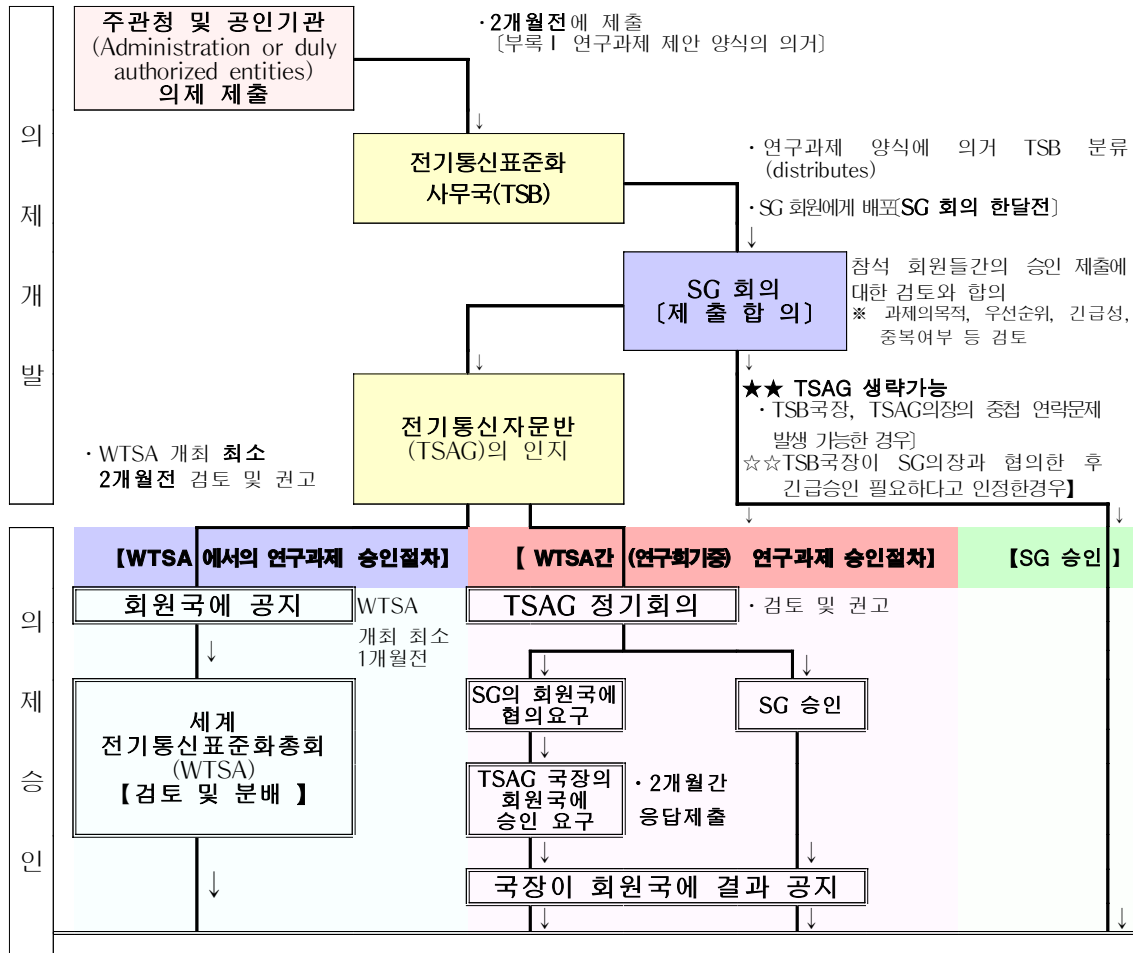 주관청 및 공인기관
(Administration or duly
authorized entities)
의제 제출
· 2개월전에 제출
〔부록Ⅰ 연구과제 제안 양식의 의거〕
의
제
개
발
↓
전기통신표준화
사무국(TSB)
· 연구과제 양식에 의거 TSB 분류
(distributes)
· SG 회원에게 배포〔SG 회의 한달전〕
↓
SG 회의
〔제 출 합 의〕
참석 회원들간의 승인 제출에
대한 검토와 합의
※ 과제의목적, 우선순위, 긴급성,
중복여부 등 검토
↓
↓
전기통신자문반
(TSAG)의 인지
· WTSA 개최 최소
2개월전 검토 및 권고
★★ TSAG 생략가능
· TSB국장, TSAG의장의 중첩 연락문제
발생 가능한 경우〕
☆☆TSB국장이 SG의장과 협의한 후
긴급승인 필요하다고 인정한경우】
↓
↓
의
제
승
인
【WTSA 에서의 연구과제 승인절차】
【 WTSA간 (연구회기중) 연구과제 승인절차】
【SG 승인 】
회원국에 공지
WTSA
개최 최소
1개월전
TSAG 정기회의
· 검토 및 권고
↓
↓
↓
세계
전기통신표준화총회
(WTSA)
【검토 및 분배 】
SG의 회원국에
협의요구
SG 승인
↓
TSAG 국장의
회원국에
승인 요구
· 2개월간
응답제출
↓
↓
↓
국장이 회원국에 결과 공지
↓
↓
↓